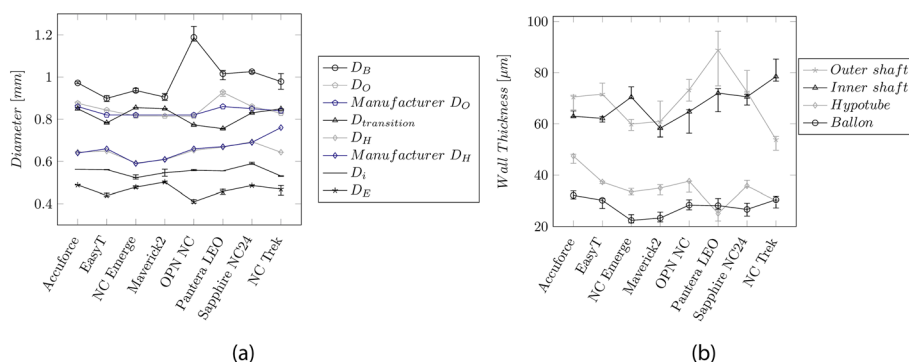 1.2
1
0.8
0.6
0.4
Diameter [mm]
Accuforce
EasyT
NC Emerge
Maverick2
OPN NC
Pantera LEO
Sapphire NC24
NC Trek
D_B
D_O
Manufacturer D_O
D_transition
D_H
Manufacturer D_H
D_i
D_E
(a)
100
80
60
40
20
Wall Thickness [μm]
Accuforce
EasyT
NC Emerge
Maverick2
OPN NC
Pantera LEO
Sapphire NC24
NC Trek
Outer shaft
Inner shaft
Hypotube
Ballon
(b)